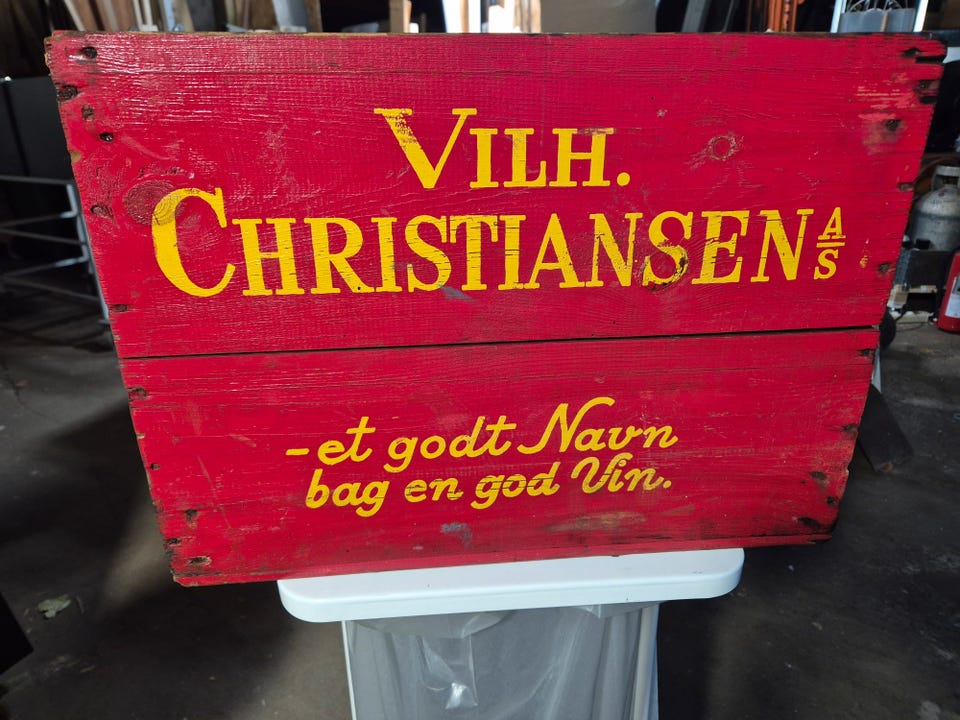 VILH.
CHRISTIANSEN A/S
- et godt Navn
bag en god Vin.